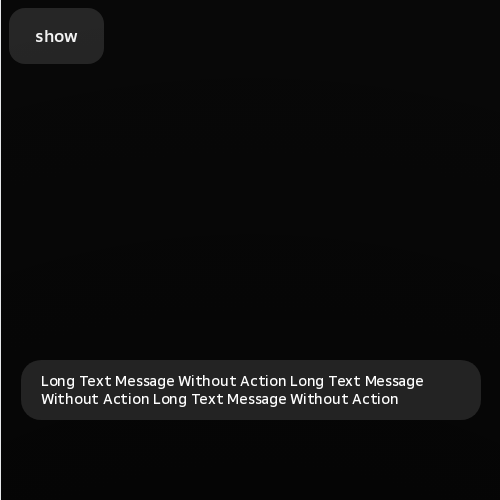 show
Long Text Message Without Action Long Text Message
Without Action Long Text Message Without Action